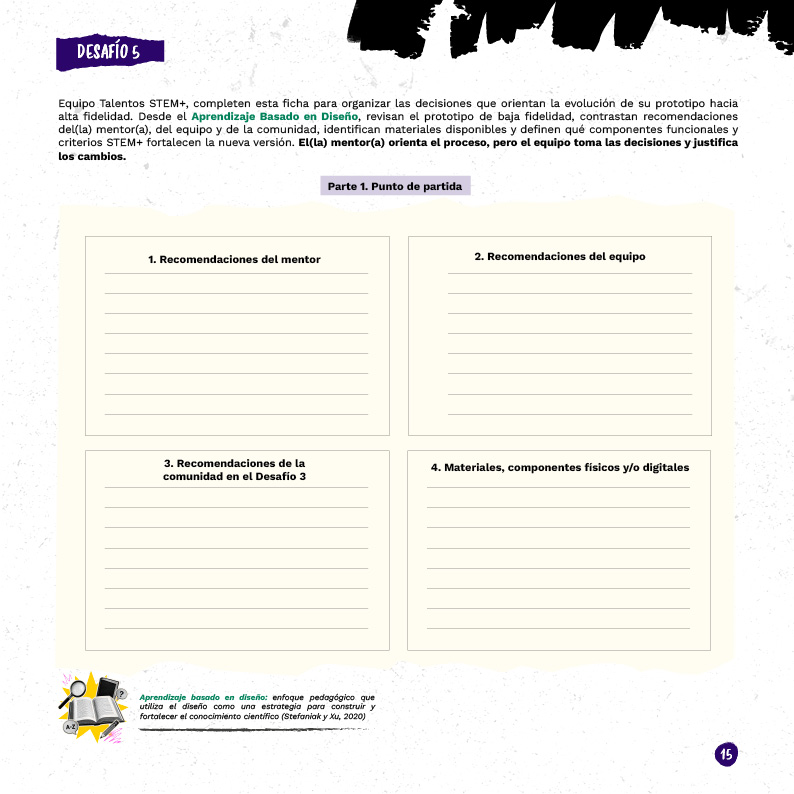 DESAFÍO 5
Equipo Talentos STEM+, completen esta ficha para organizar las decisiones que orientan la evolución de su prototipo hacia
alta fidelidad. Desde el Aprendizaje Basado en Diseño, revisan el prototipo de baja fidelidad, contrastan recomendaciones
del(la) mentor(a), del equipo y de la comunidad, identifican materiales disponibles y definen qué componentes funcionales y
criterios STEM+ fortalecen la nueva versión. El(la) mentor(a) orienta el proceso, pero el equipo toma las decisiones y justifica
los cambios.
Parte 1. Punto de partida
1. Recomendaciones del mentor
2. Recomendaciones del equipo
3. Recomendaciones de la
comunidad en el Desafío 3
4. Materiales, componentes físicos y/o digitales
?
A-Z
Aprendizaje basado en diseño: enfoque pedagógico que
utiliza el diseño como una estrategia para construir y
fortalecer el conocimiento científico (Stefaniak y Xu, 2020)
15